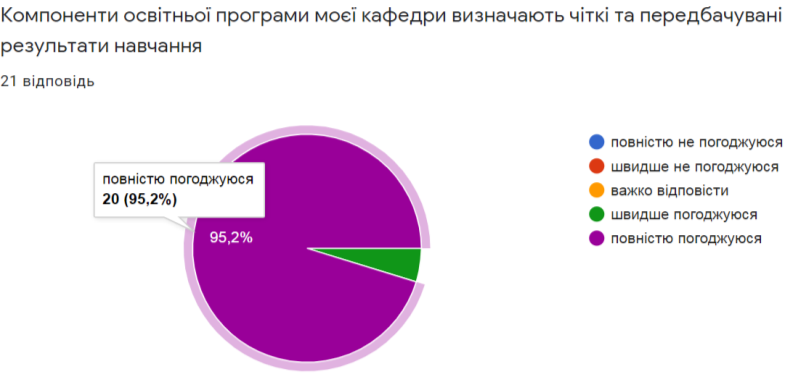 Компоненти освітньої програми моєї кафедри визначають чіткі та передбачувані
результати навчання
21 відповідь
повністю погоджуюся
20 (95,2%)
95,2%
повністю не погоджуюся
швидше не погоджуюся
важко відповісти
швидше погоджуюся
повністю погоджуюся